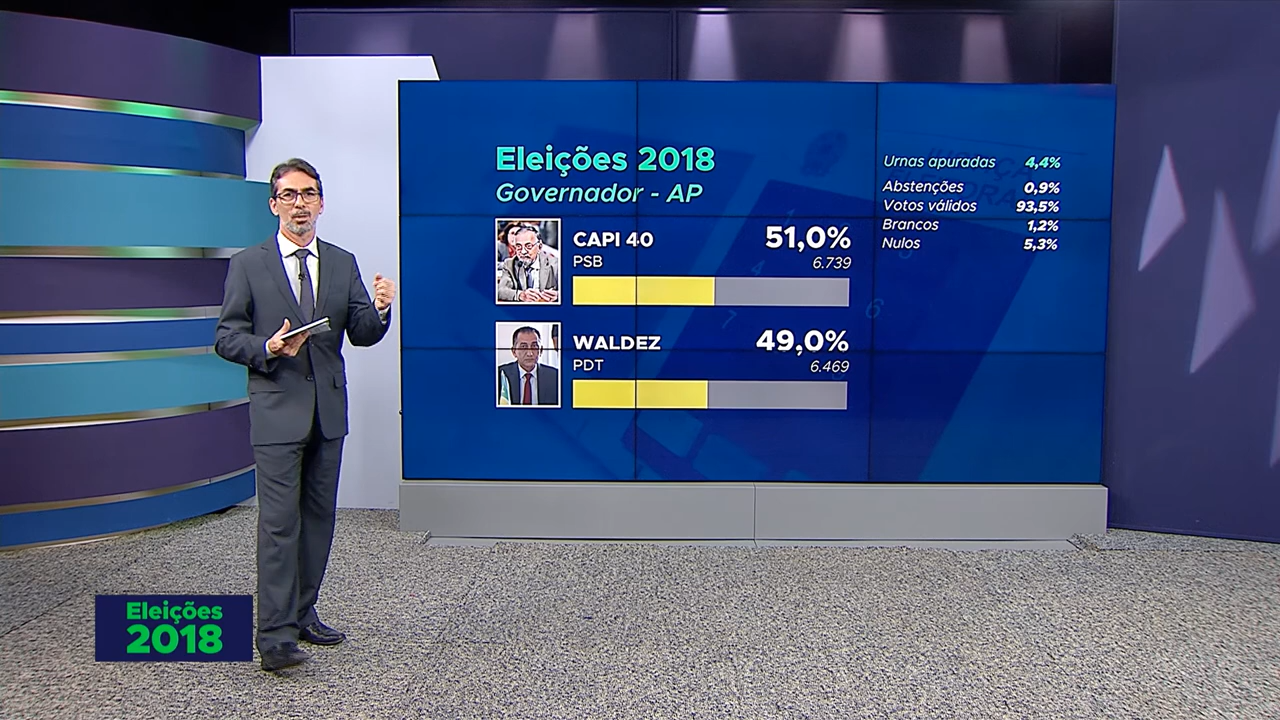 Eleições 2018
Governador - AP
CAPI 40
PSB
51,0%
6.739
WALDEZ
PDT
49,0%
6.469
Urnas apuradas 4,4%
Abstenções 0,9%
Votos válidos 93,5%
Brancos 1,2%
Nulos 5,3%
Eleições
2018